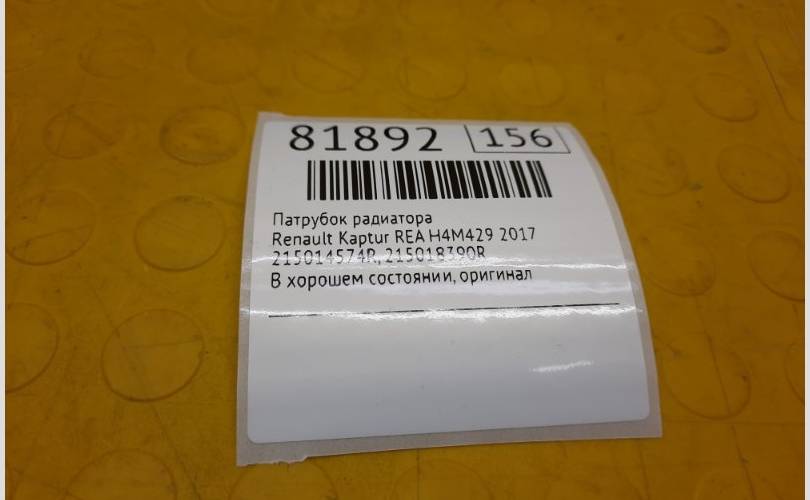 81892 156
Патрубок радиатора
Renault Kaptur REA H4M429 2017
215014574R, 215018390R
В хорошем состоянии, оригинал